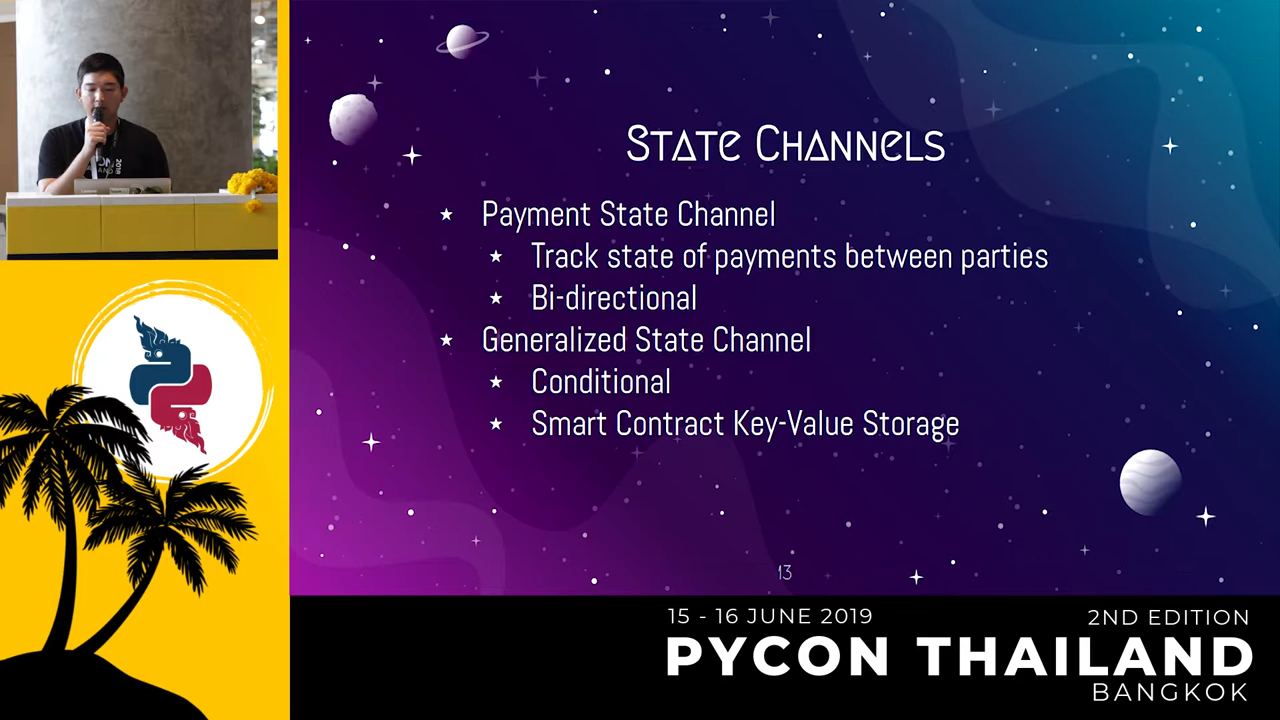 State Channels
Payment State Channel
Track state of payments between parties
Bi-directional
Generalized State Channel
Conditional
Smart Contract Key-Value Storage
13
15 - 16 JUNE 2019
2ND EDITION
PYCON THAILAND
BANGKOK